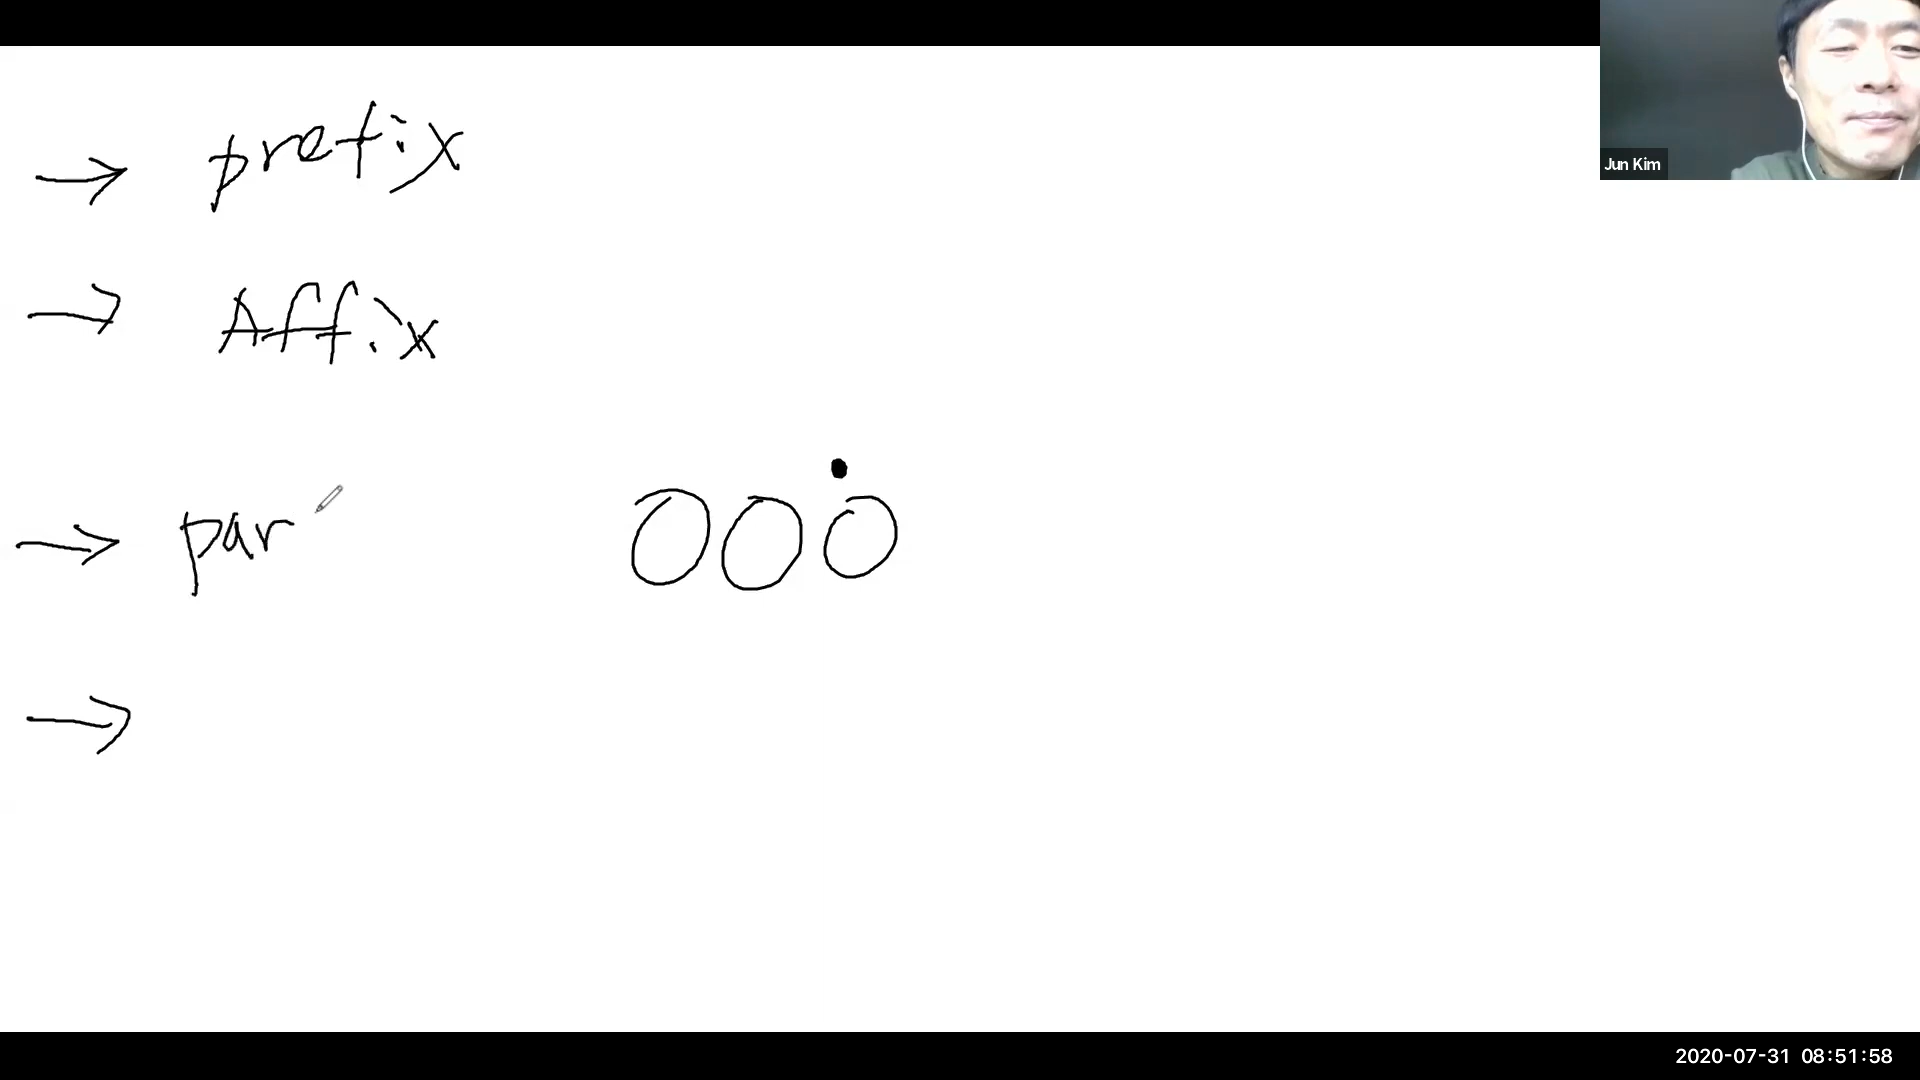 → prefix
→ Affix
→ par
→
Jun Kim
2020-07-31 08:51:58